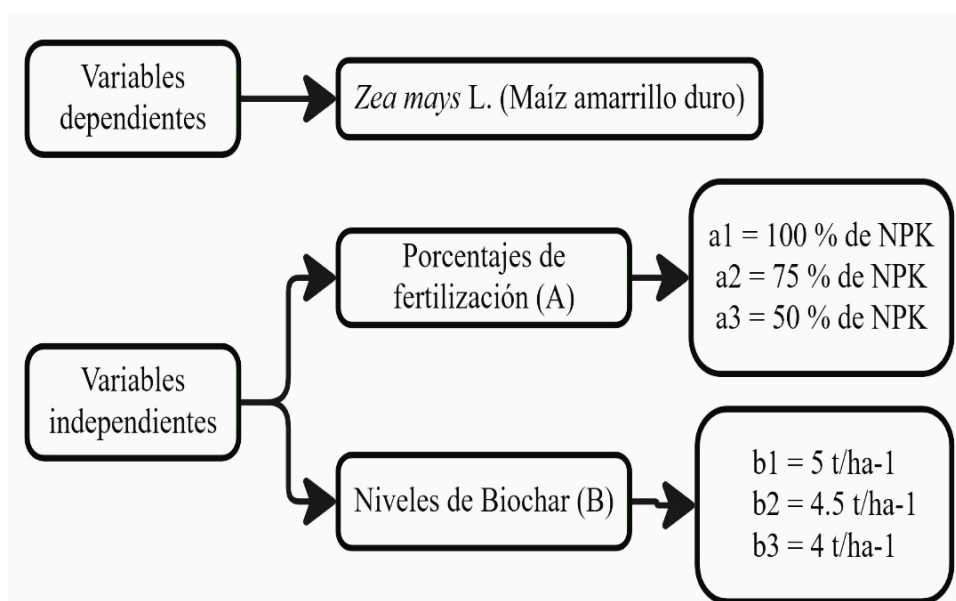 Variables
dependientes
Zea mays L. (Maíz amarrillo duro)
Porcentajes de
fertilización (A)
a1 = 100 % de NPK
a2 = 75 % de NPK
a3 = 50 % de NPK
Variables
independientes
Niveles de Biochar (B)
b1 = 5 t/ha-1
b2 = 4.5 t/ha-1
b3 = 4 t/ha-1